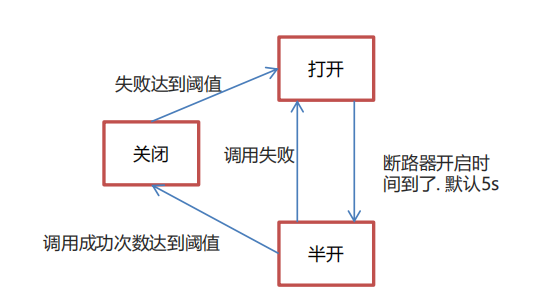 打开
失败达到阈值
关闭
调用失败
断路器开启时
间到了. 默认5s
调用成功次数达到阈值
半开